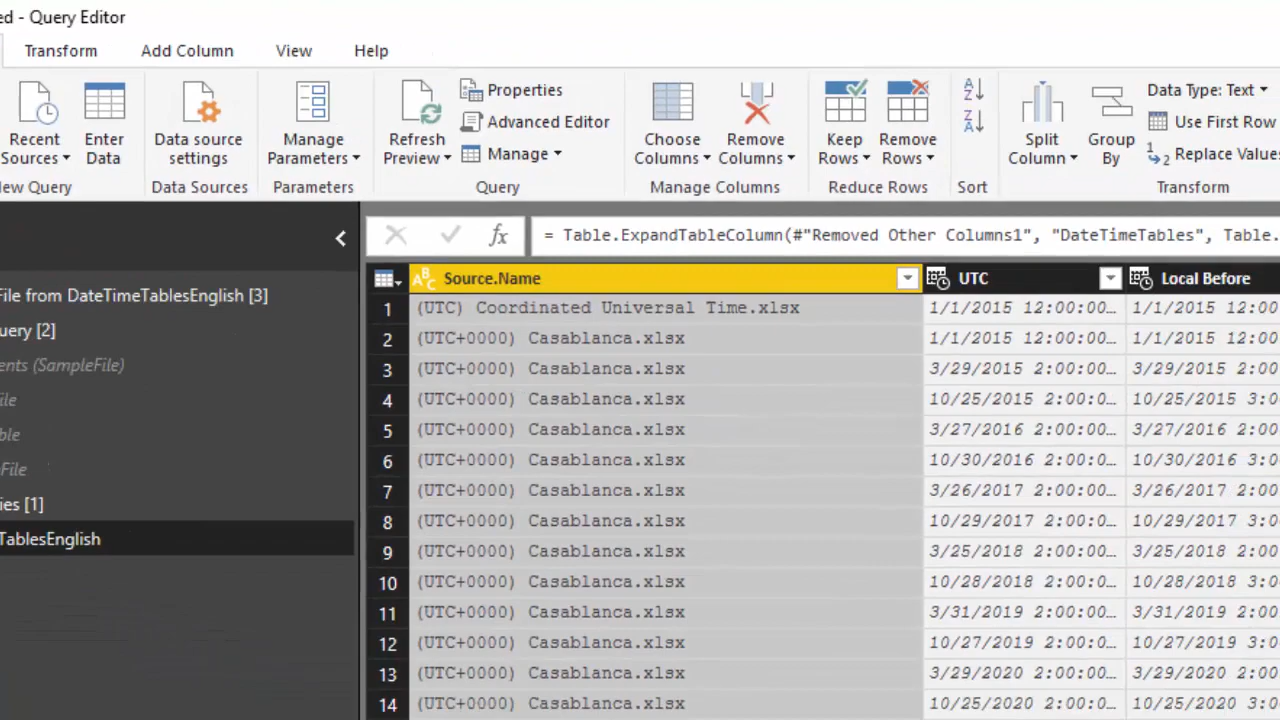 ed - Query Editor
Transform Add Column View Help
Recent Sources
Enter Data
Data source settings
Manage Parameters
Refresh Preview
Properties
Advanced Editor
Manage
Choose Columns
Remove Columns
Keep Rows
Remove Rows
A
Z
Z
A
Split Column
Group By
Data Type: Text
Use First Row
1 2 Replace Value
ew Query Data Sources Parameters Query Manage Columns Reduce Rows Sort Transform
fx = Table.ExpandTableColumn(#"Removed Other Columns1", "DateTimeTables", Table.
File from DateTimeTablesEnglish [3]
uery [2]
ents (SampleFile)
ile
ble
File
ies [1]
TablesEnglish
ABC Source.Name UTC Local Before
1 (UTC) Coordinated Universal Time.xlsx 1/1/2015 12:00:00… 1/1/2015 12:00
2 (UTC+0000) Casablanca.xlsx 1/1/2015 12:00:00… 1/1/2015 12:00
3 (UTC+0000) Casablanca.xlsx 3/29/2015 2:00:0… 3/29/2015 2:00
4 (UTC+0000) Casablanca.xlsx 10/25/2015 2:00:0… 10/25/2015 3:0
5 (UTC+0000) Casablanca.xlsx 3/27/2016 2:00:0… 3/27/2016 2:00
6 (UTC+0000) Casablanca.xlsx 10/30/2016 2:00:0… 10/30/2016 3:0
7 (UTC+0000) Casablanca.xlsx 3/26/2017 2:00:0… 3/26/2017 2:00
8 (UTC+0000) Casablanca.xlsx 10/29/2017 2:00:0… 10/29/2017 3:0
9 (UTC+0000) Casablanca.xlsx 3/25/2018 2:00:0… 3/25/2018 2:00
10 (UTC+0000) Casablanca.xlsx 10/28/2018 2:00:0… 10/28/2018 3:0
11 (UTC+0000) Casablanca.xlsx 3/31/2019 2:00:0… 3/31/2019 2:00
12 (UTC+0000) Casablanca.xlsx 10/27/2019 2:00:0… 10/27/2019 3:0
13 (UTC+0000) Casablanca.xlsx 3/29/2020 2:00:0… 3/29/2020 2:00
14 (UTC+0000) Casablanca.xlsx 10/25/2020 2:00:0… 10/25/2020 3:0